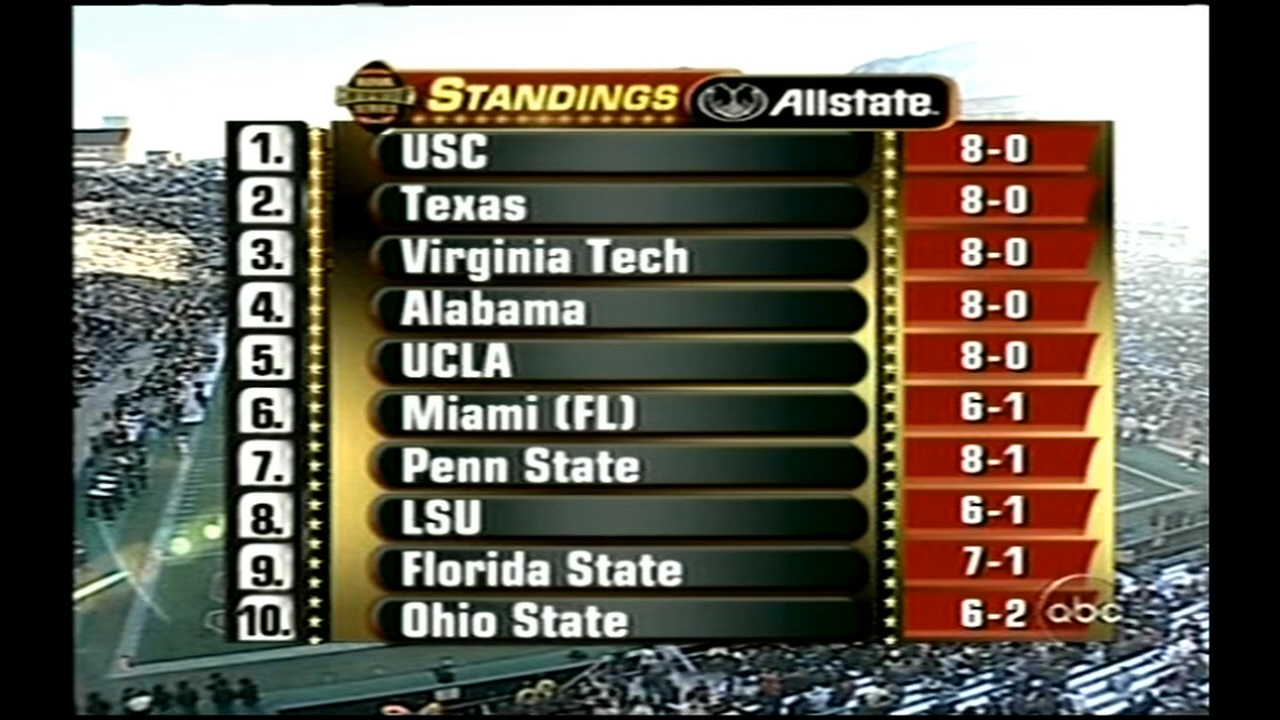 STANDINGS Allstate.
1. USC 8-0
2. Texas 8-0
3. Virginia Tech 8-0
4. Alabama 8-0
5. UCLA 8-0
6. Miami (FL) 6-1
7. Penn State 8-1
8. LSU 6-1
9. Florida State 7-1
10. Ohio State 6-2
abc